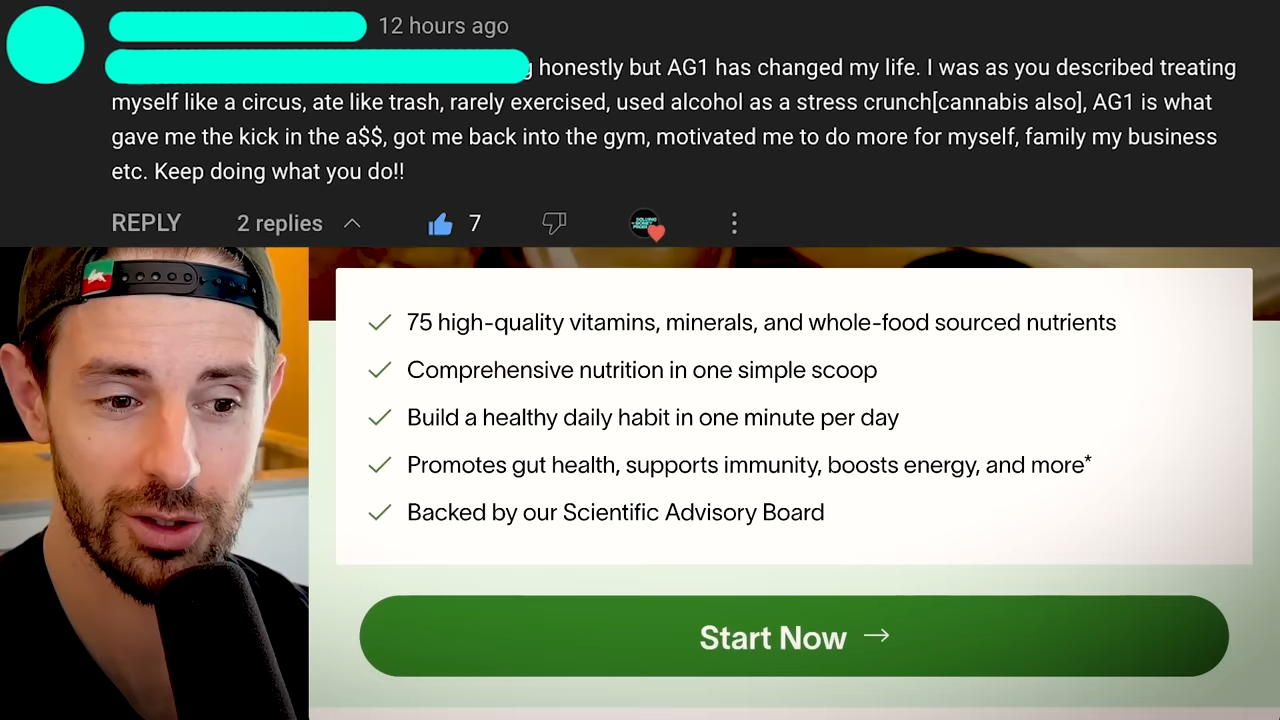 12 hours ago
honestly but AG1 has changed my life. I was as you described treating
myself like a circus, ate like trash, rarely exercised, used alcohol as a stress crunch[cannabis also], AG1 is what
gave me the kick in the a$$, got me back into the gym, motivated me to do more for myself, family my business
etc. Keep doing what you do!!
REPLY 2 replies 7
75 high-quality vitamins, minerals, and whole-food sourced nutrients
Comprehensive nutrition in one simple scoop
Build a healthy daily habit in one minute per day
Promotes gut health, supports immunity, boosts energy, and more*
Backed by our Scientific Advisory Board
Start Now →